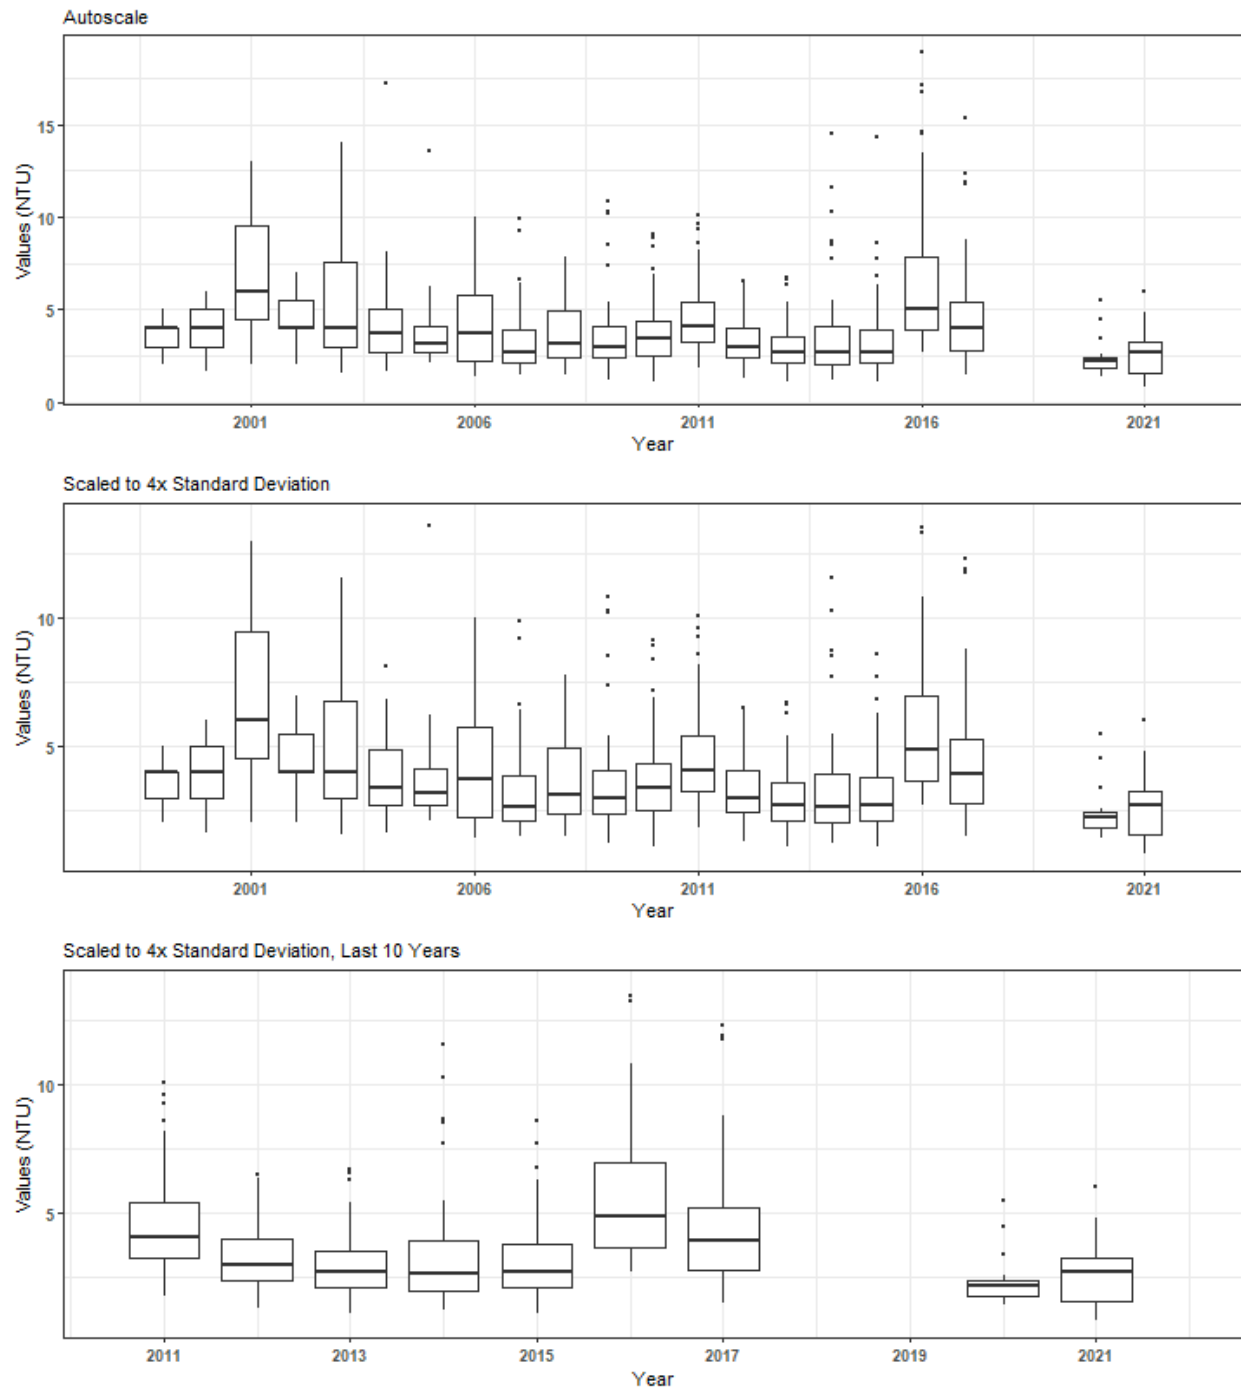 Autoscale
Values (NTU)
15
10
5
0
2001 2006 2011 2016 2021
Year
Scaled to 4x Standard Deviation
Values (NTU)
10
5
2001 2006 2011 2016 2021
Year
Scaled to 4x Standard Deviation, Last 10 Years
Values (NTU)
10
5
2011 2013 2015 2017 2019 2021
Year